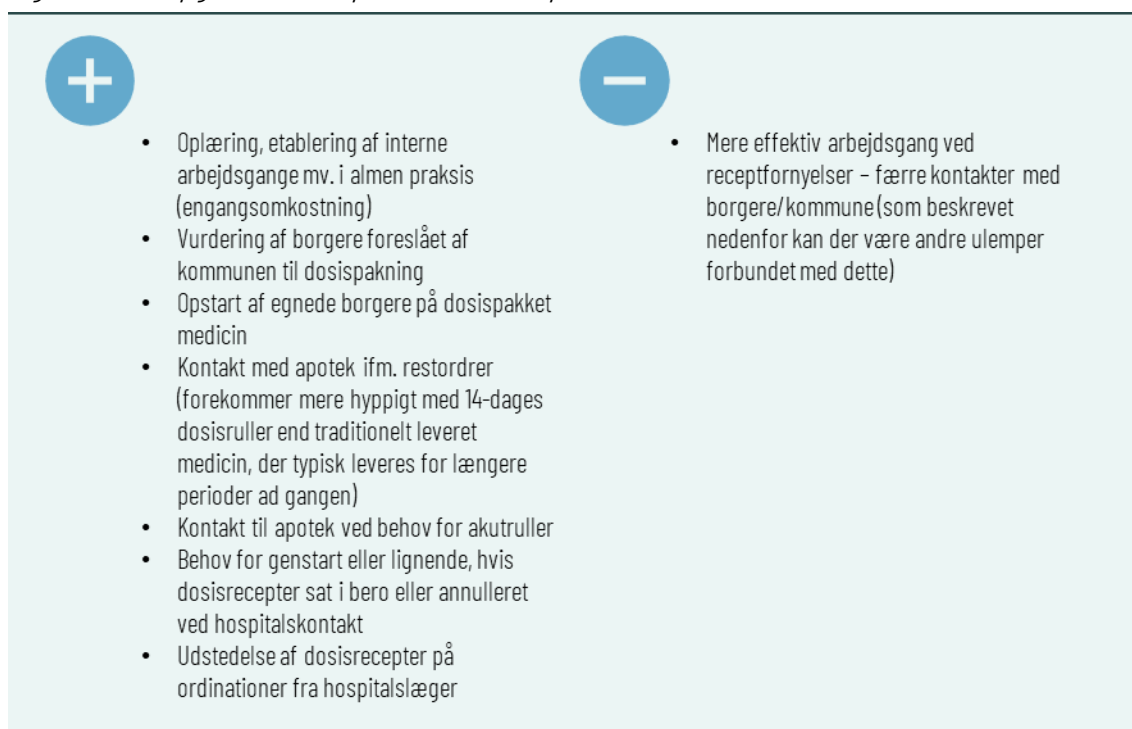 • Oplæring, etablering af interne
arbejdsgange mv. i almen praksis
(engangsomkostning)
• Vurdering af borgere foreslået af
kommunen til dosispakning
• Opstart af egnede borgere på dosispakket
medicin
• Kontakt med apotek ifm. restordrer
(forekommer mere hyppigt med 14-dages
dosisruller end traditionelt leveret
medicin, der typisk leveres for længere
perioder ad gangen)
• Kontakt til apotek ved behov for akutruller
• Behov for genstart eller lignende, hvis
dosisrecepter sat i bero eller annulleret
ved hospitalskontakt
• Udstedelse af dosisrecepter på
ordinationer fra hospitalslæger
• Mere effektiv arbejdsgang ved
receptfornyelser – færre kontakter med
borgere/kommune (som beskrevet
nedenfor kan der være andre ulemper
forbundet med dette)